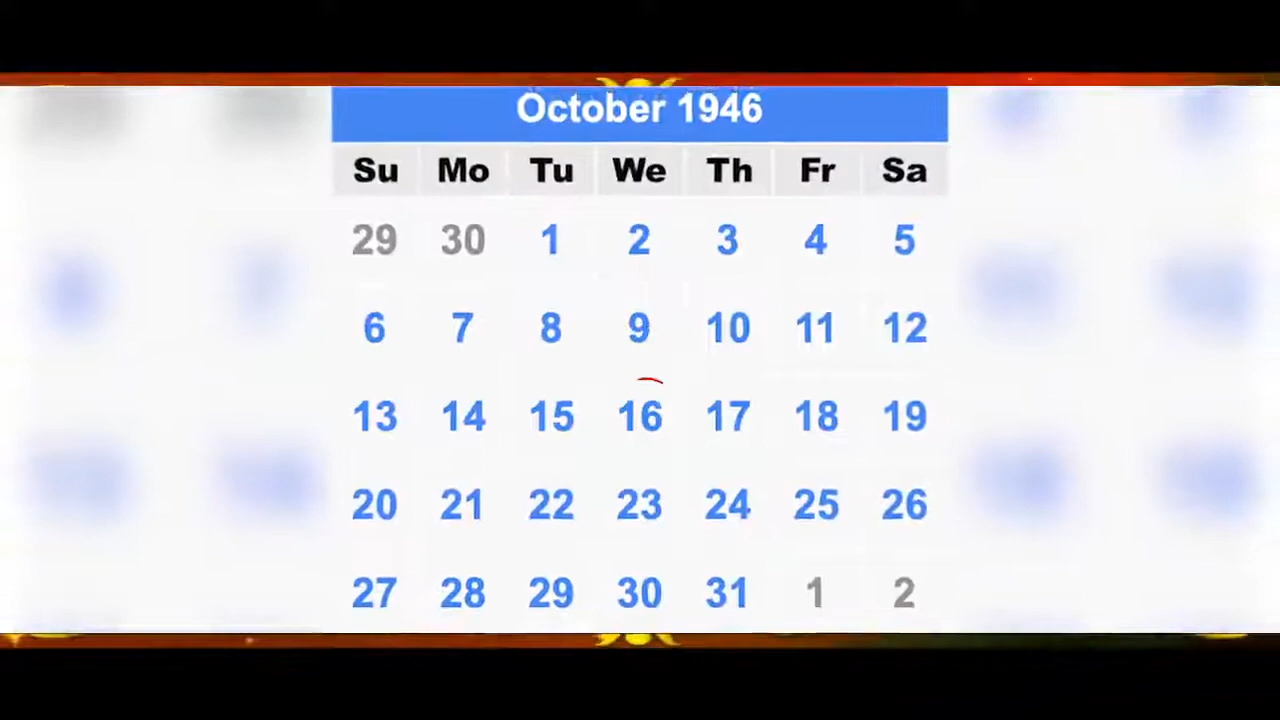 October 1946
Su Mo Tu We Th Fr Sa
29 30 1 2 3 4 5
6 7 8 9 10 11 12
13 14 15 16 17 18 19
20 21 22 23 24 25 26
27 28 29 30 31 1 2